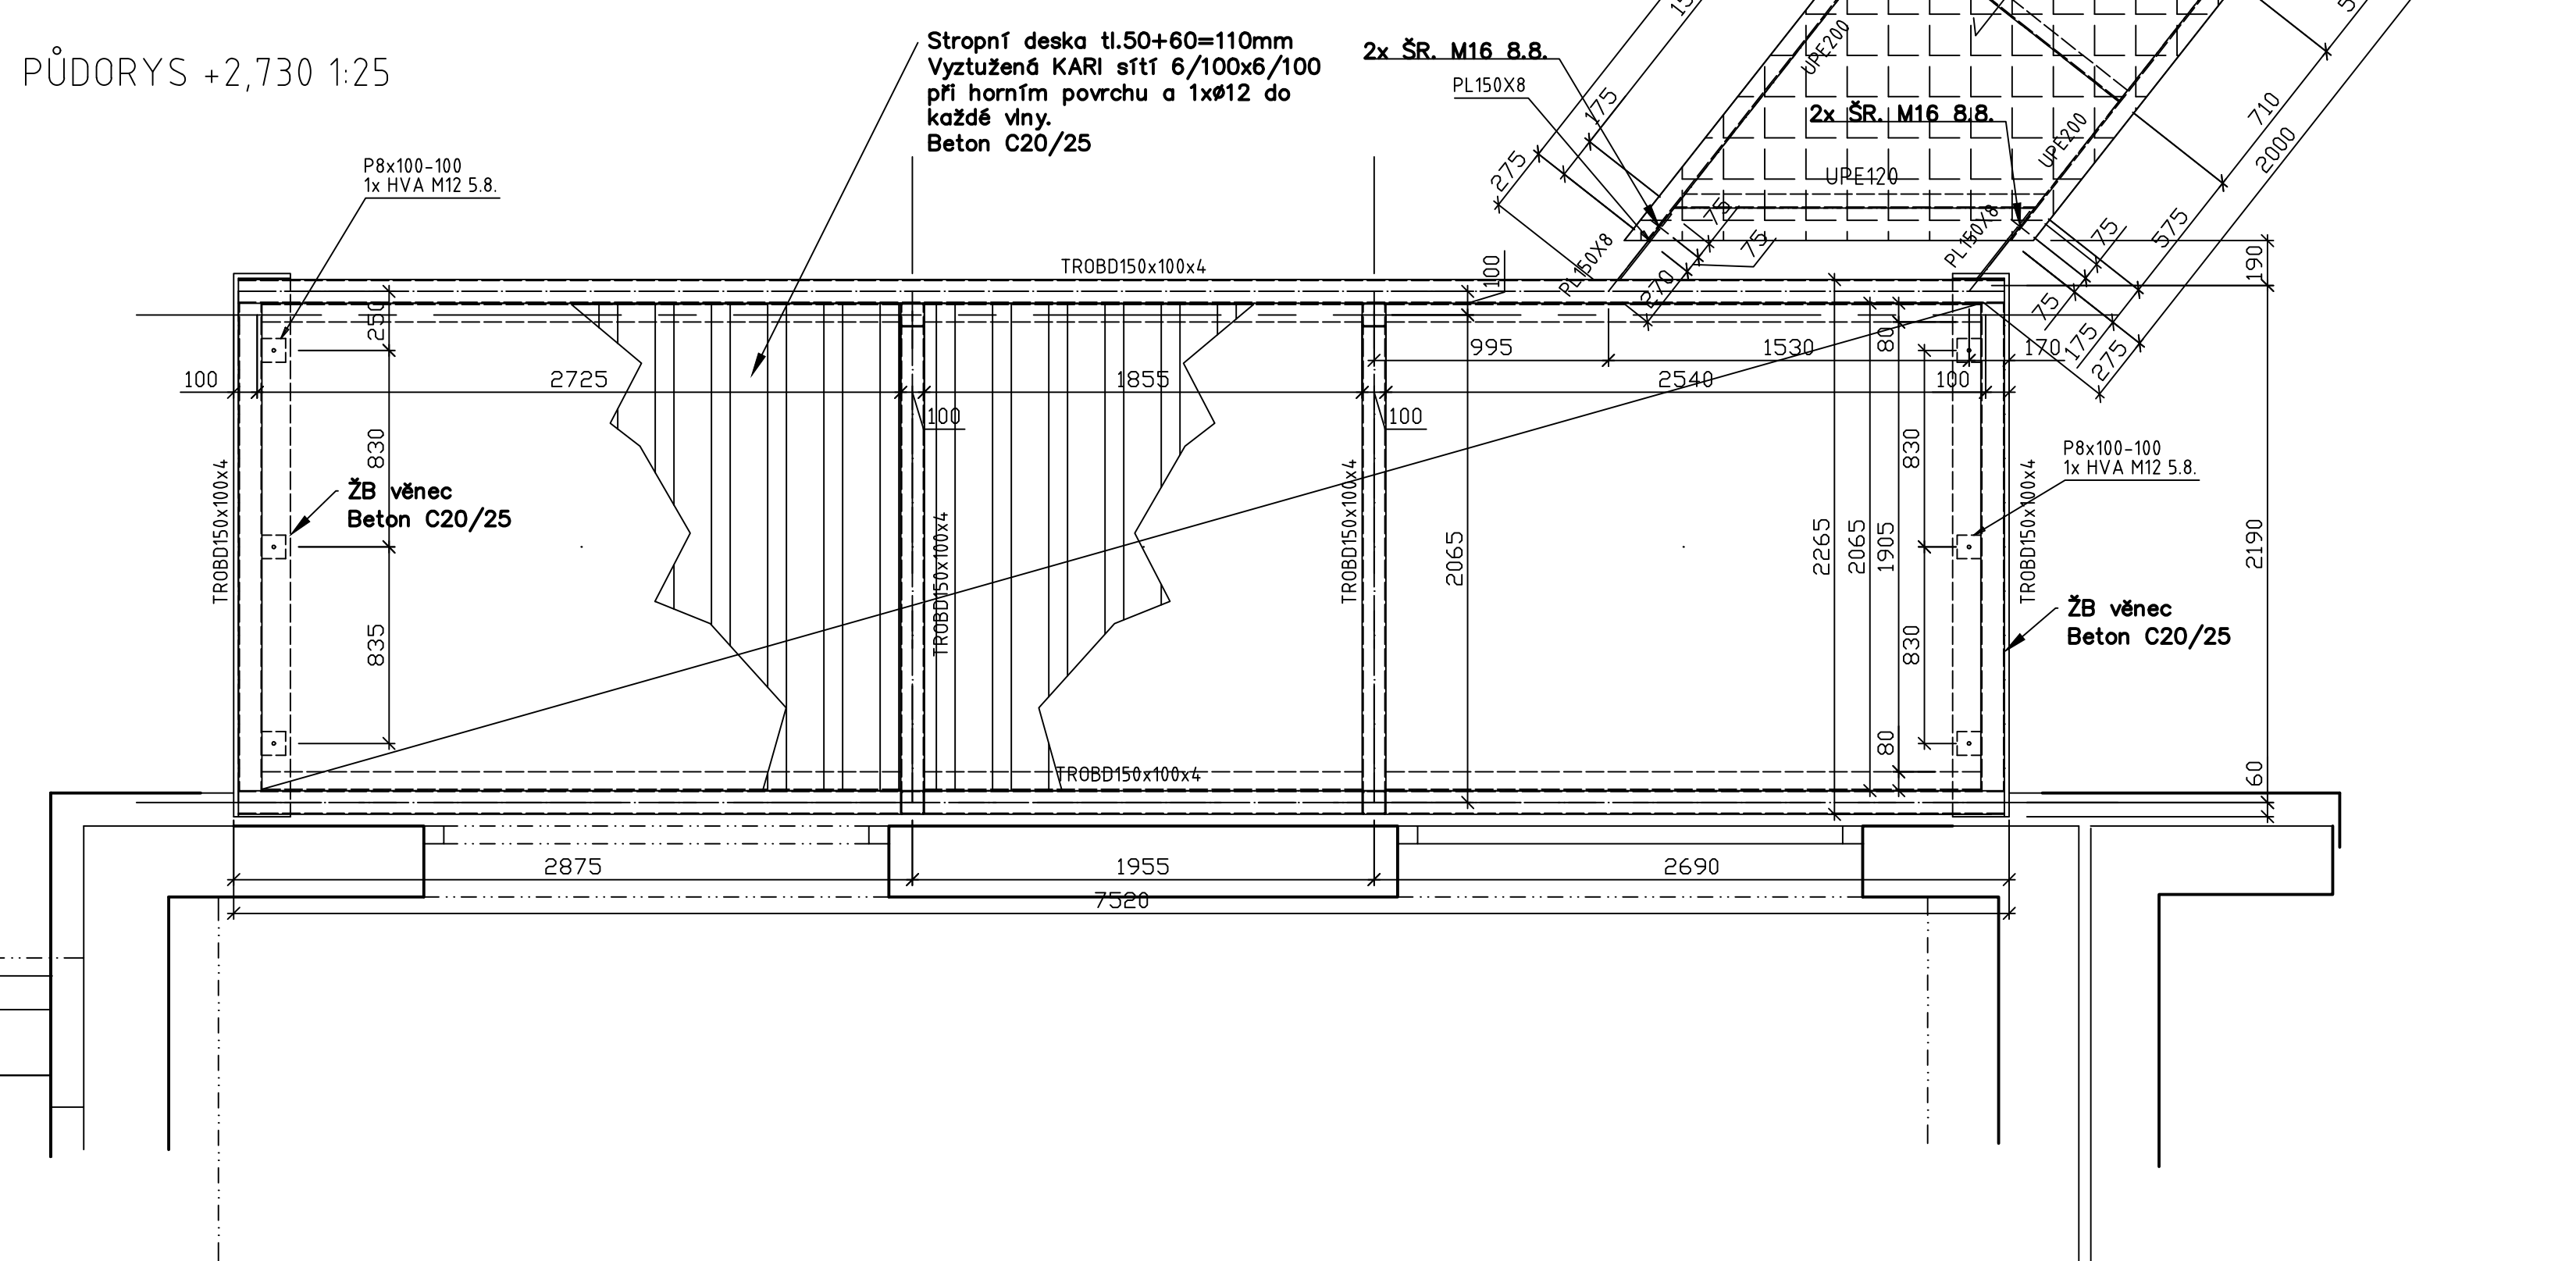 PŮDORYS +2,730 1:25
Stropní deska tl.50+60=110mm
Vyztužená KARI sítí 6/100x6/100
při horním povrchu a 1xø12 do
každé vlny.
Beton C20/25
2x ŠR. M16 8.8.
PL150X8
UPE200
2x ŠR. M16 8.8.
UPE200
UPE120
710
2000
175
275
P8x100-100
1x HVA M12 5.8.
TROBD150x100x4
100
PL150X8
270
75
75
PL150X8
75
575
190
75
175
275
250
995
1530
80
170
100
2725
1855
2540
100
100
100
830
830
P8x100-100
1x HVA M12 5.8.
TROBD150x100x4
ŽB věnec
Beton C20/25
TROBD150x100x4
TROBD150x100x4
2065
2265
2065
1905
TROBD150x100x4
2190
ŽB věnec
Beton C20/25
835
830
80
60
TROBD150x100x4
2875
1955
2690
7520